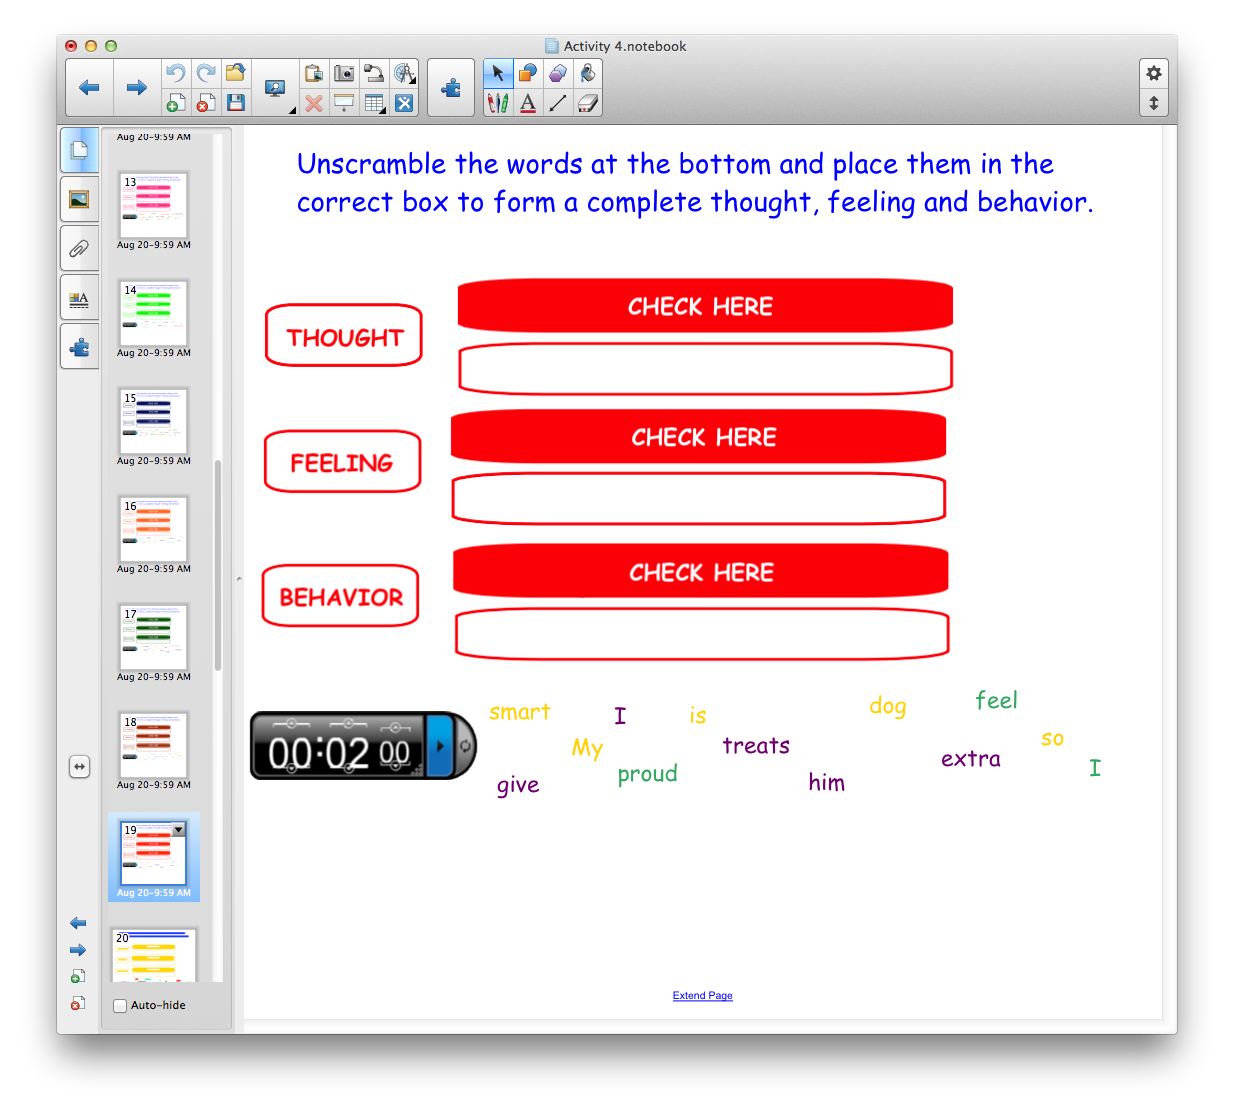 Activity 4.notebook
Aug 20-9:59 AM
13
Aug 20-9:59 AM
14
Aug 20-9:59 AM
15
Aug 20-9:59 AM
16
Aug 20-9:59 AM
17
Aug 20-9:59 AM
18
Aug 20-9:59 AM
19
Aug 20-9:59 AM
20
Auto-hide
Unscramble the words at the bottom and place them in the
correct box to form a complete thought, feeling and behavior.
CHECK HERE
THOUGHT
CHECK HERE
FEELING
CHECK HERE
BEHAVIOR
00:02 00
smart I is dog feel
My treats so
give proud him extra I
Extend Page